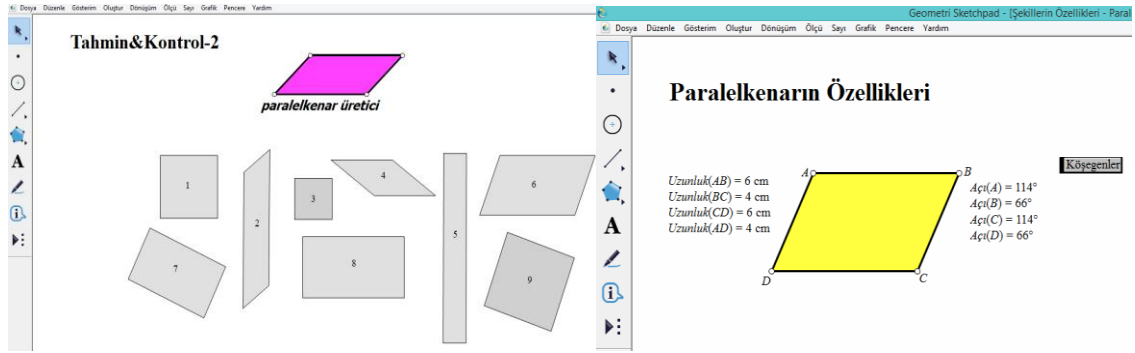 Dosya Düzenle Gösterim Oluştur Dönüşüm Ölçü Sayı Grafik Pencere Yardım
Tahmin&Kontrol-2
paralelkenar üretici
1
2
3
4
5
6
7
8
9
A
Geometri Sketchpad - [Şekillerin Özellikleri - Paral
Dosya Düzenle Gösterim Oluştur Dönüşüm Ölçü Sayı Grafik Pencere Yardım
Paralelkenarın Özellikleri
Köşegenler
Uzunluk(AB) = 6 cm
Uzunluk(BC) = 4 cm
Uzunluk(CD) = 6 cm
Uzunluk(AD) = 4 cm
A
B
Açı(A) = 114°
Açı(B) = 66°
Açı(C) = 114°
Açı(D) = 66°
D
C
A